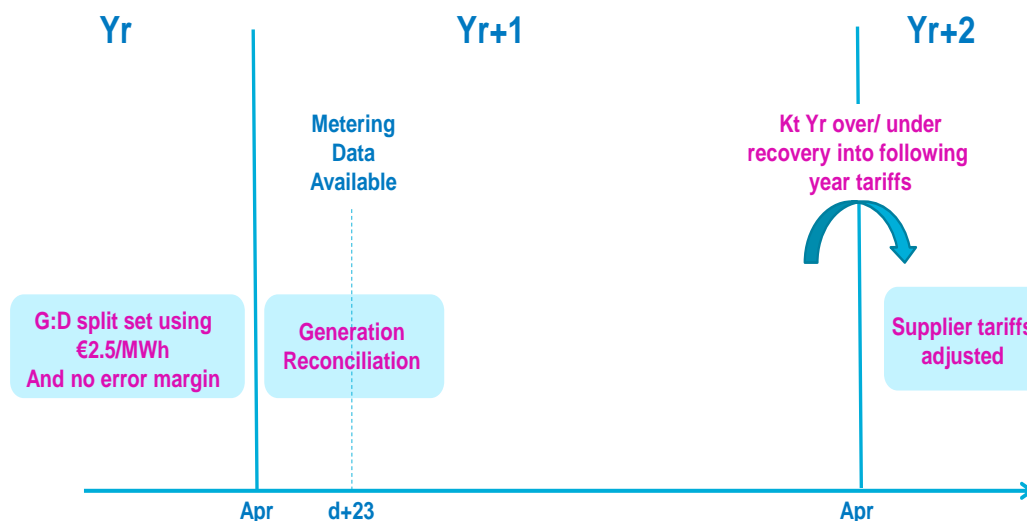 Yr
Yr+1
Yr+2
Metering
Data
Available
Kt Yr over/ under
recovery into following
year tariffs
G:D split set using
€2.5/MWh
And no error margin
Generation
Reconciliation
Supplier tariffs
adjusted
Apr
d+23
Apr